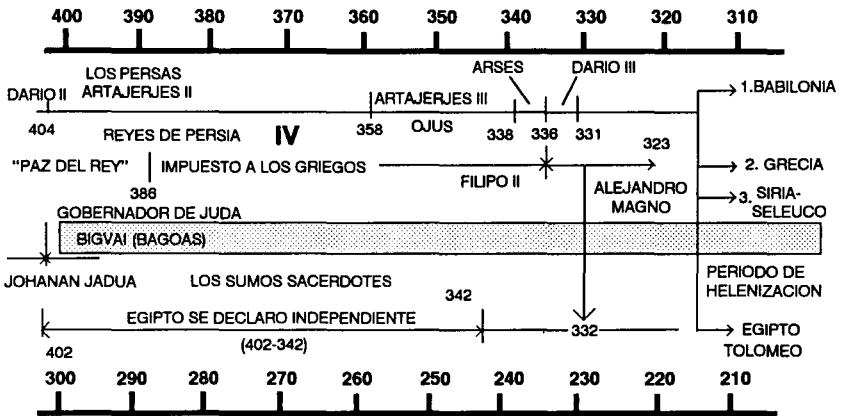 400 390 380 370 360 350 340 330 320 310
ARSES DARIO III
LOS PERSAS
DARIO II ARTAJERJES II ARTAJERJES III 1.BABILONIA
404 REYES DE PERSIA IV 358 OJUS 338 336 331
323
"PAZ DEL REY" IMPUESTO A LOS GRIEGOS 2. GRECIA
386 FILIPO II ALEJANDRO
MAGNO 3. SIRIA-
SELEUCO
GOBERNADOR DE JUDA
BIGVAI (BAGOAS)
JOHANAN JADUA LOS SUMOS SACERDOTES PERIODO DE
HELENIZACION
342
EGIPTO SE DECLARO INDEPENDIENTE 332 EGIPTO
402 (402-342) TOLOMEO
300 290 280 270 260 250 240 230 220 210